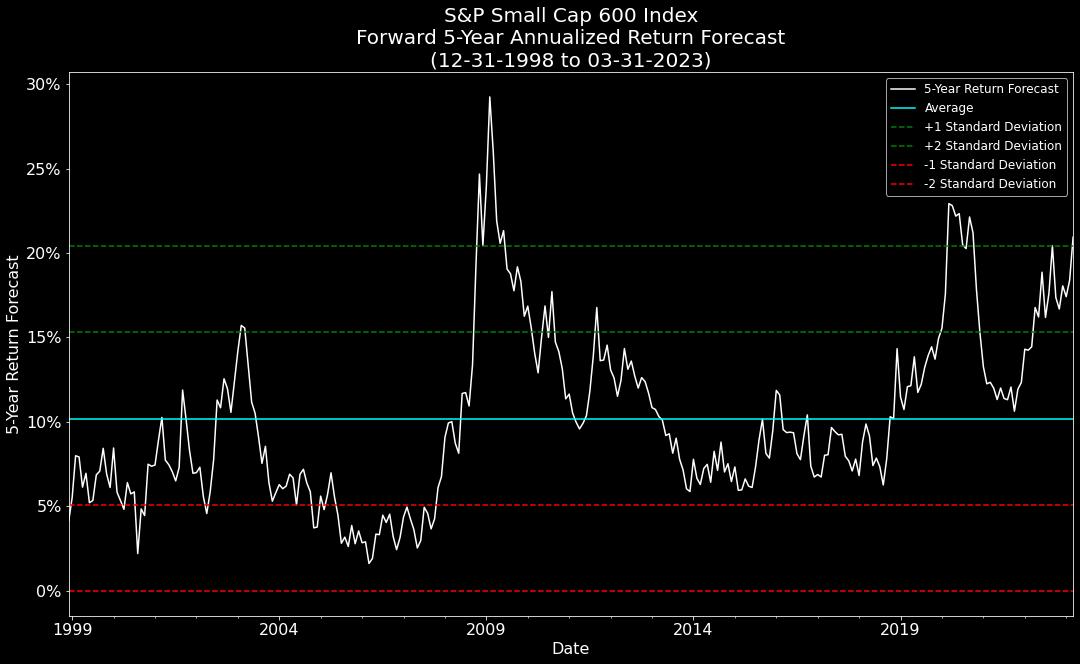 S&P Small Cap 600 Index
Forward 5-Year Annualized Return Forecast
(12-31-1998 to 03-31-2023)
30%
25%
20%
15%
10%
5%
0%
5-Year Return Forecast
5-Year Return Forecast
Average
+1 Standard Deviation
+2 Standard Deviation
-1 Standard Deviation
-2 Standard Deviation
1999
2004
2009
2014
2019
Date